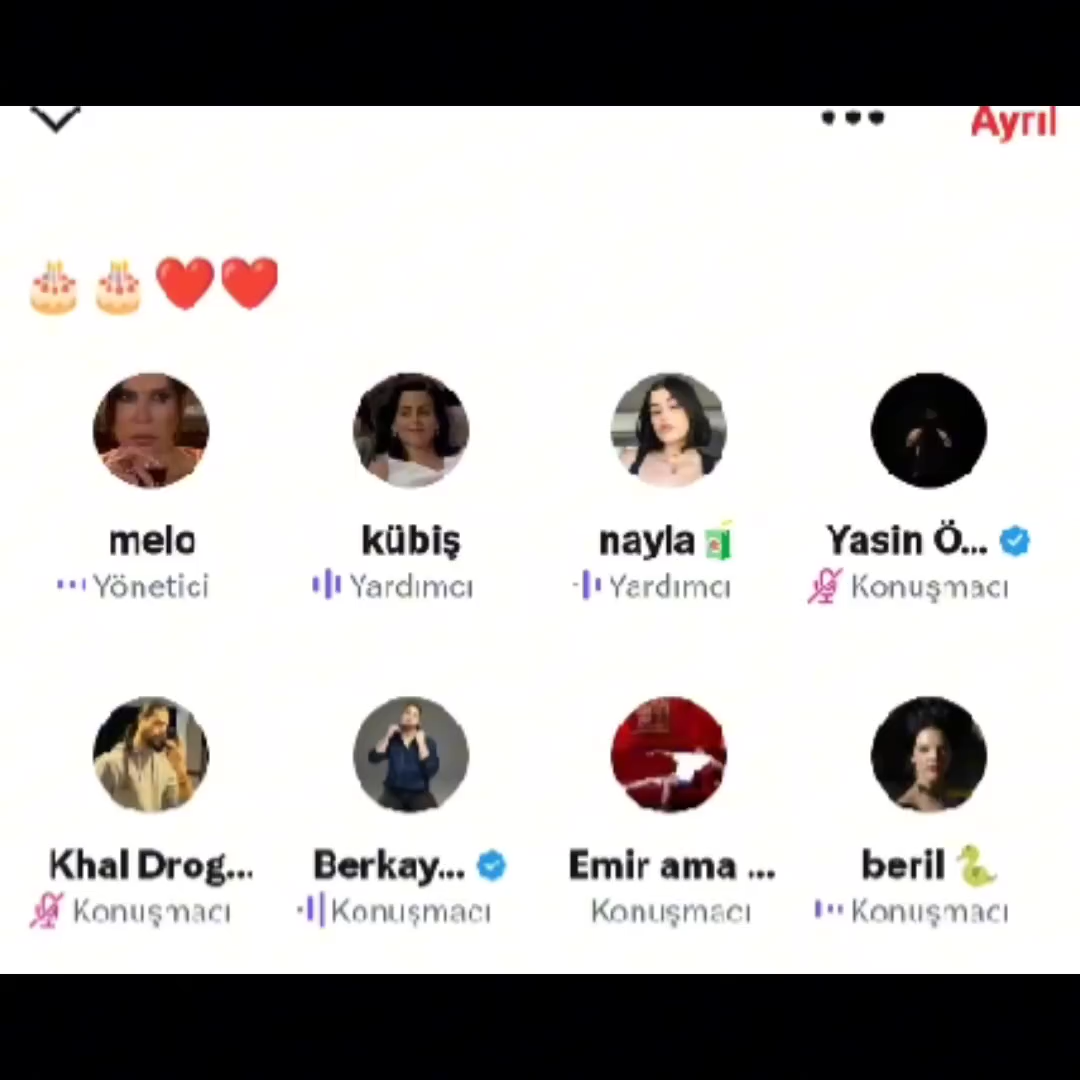 Ayrıl
🎂🎂❤️❤️
melo kübiş nayla🧃 Yasin Ö...
Yönetici Yardımcı Yardımcı Konuşmacı
Khal Drog... Berkay... Emir ama ... beril 🐍
Konuşmacı Konuşmacı Konuşmacı Konuşmacı